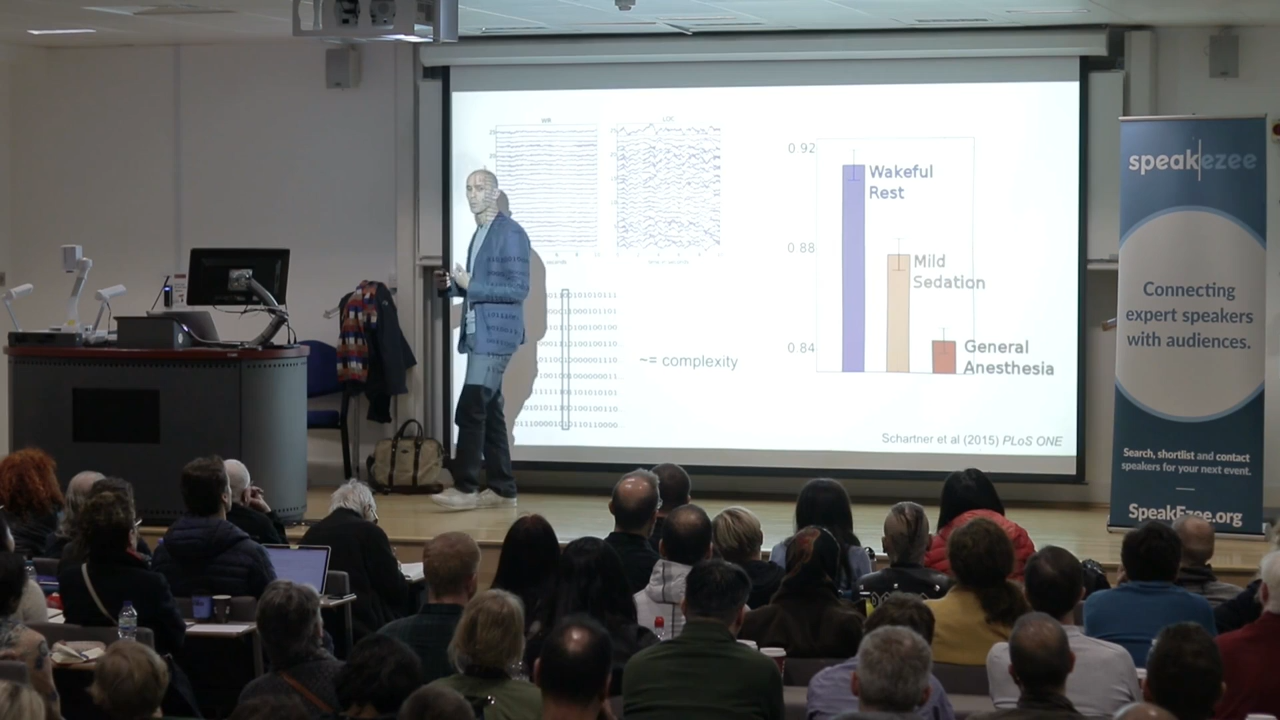 LOC
0 92
Wakeful
Rest
0 88
Mild
Sedation
~= complexity
0.84
General
Anesthesia
Schartner et al (2015) PLoS ONE
speakezee
Connecting
expert speakers
with audiences.
Search, shortlist and contact
speakers for your next event.
SpeakEzee.org